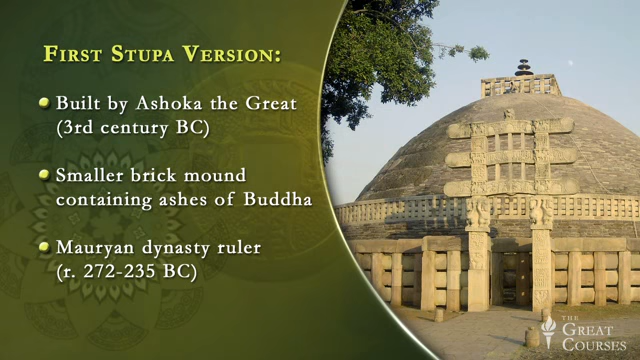 First Stupa Version:
Built by Ashoka the Great
(3rd century BC)
Smaller brick mound
containing ashes of Buddha
Mauryan dynasty ruler
(r. 272-235 BC)
THE
GREAT
COURSES